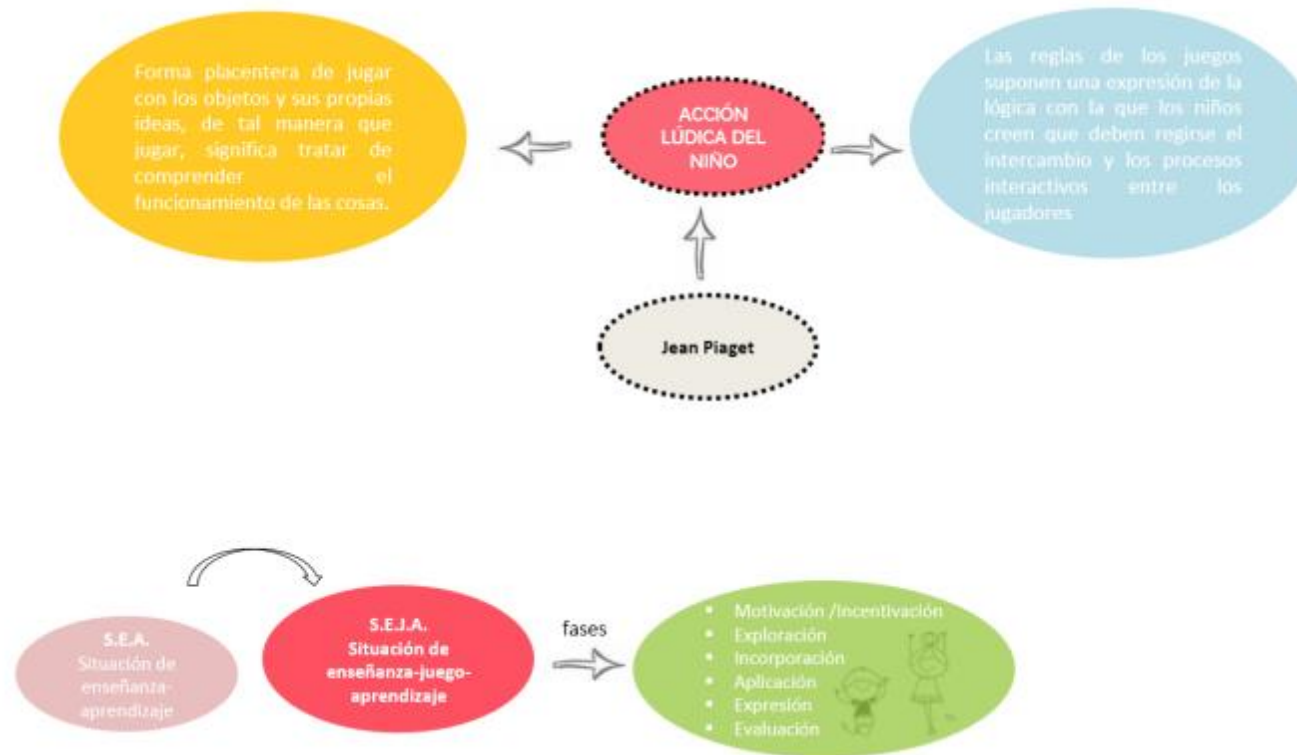 Forma placentera de jugar
con los objetos y sus propias
ideas, de tal manera que
jugar, significa tratar de
comprender el
funcionamiento de las cosas.
ACCIÓN
LÚDICA DEL
NIÑO
Las reglas de los juegos
suponen una expresión de la
lógica con la que los niños
creen que deben regirse el
intercambio y los procesos
interactivos entre los
jugadores
Jean Piaget
S.E.A.
Situación de
enseñanza-
aprendizaje
S.E.J.A.
Situación de
enseñanza-juego-
aprendizaje
fases
▪ Motivación /Incentivación
▪ Exploración
▪ Incorporación
▪ Aplicación
▪ Expresión
▪ Evaluación